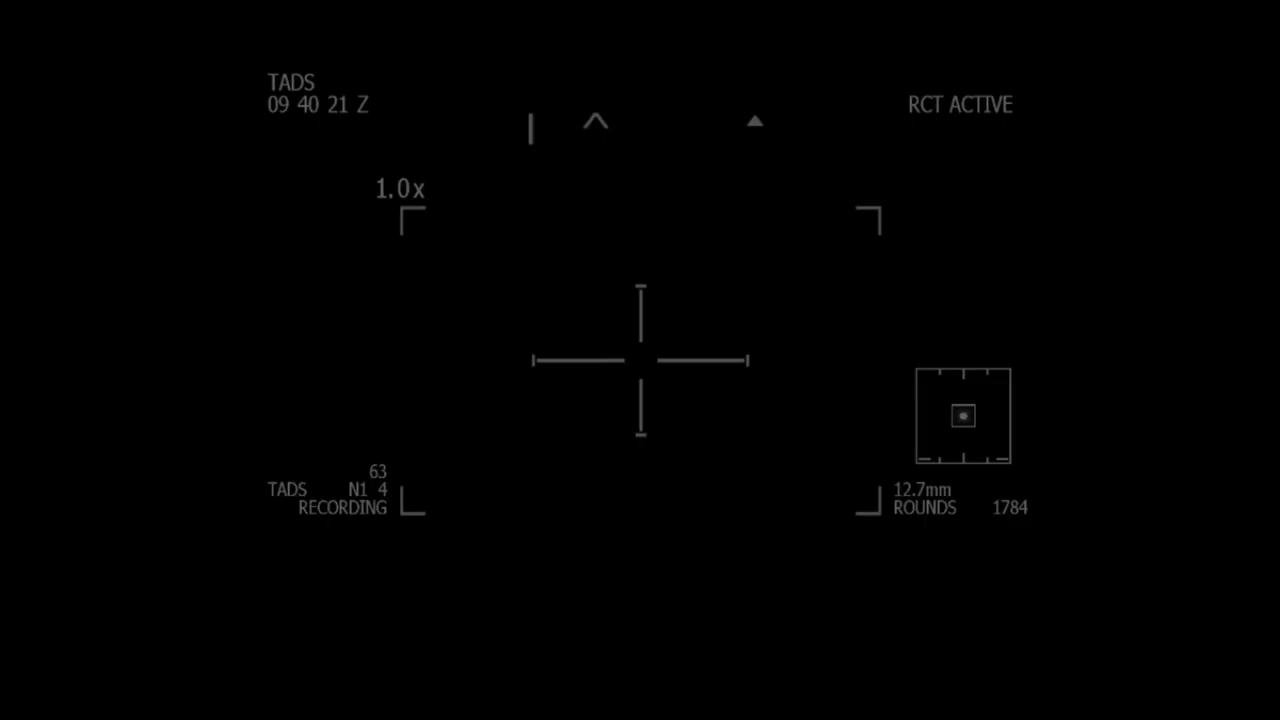 TADS
09 40 21 Z
RCT ACTIVE
1.0x
63
TADS N1 4
RECORDING
12.7mm
ROUNDS 1784